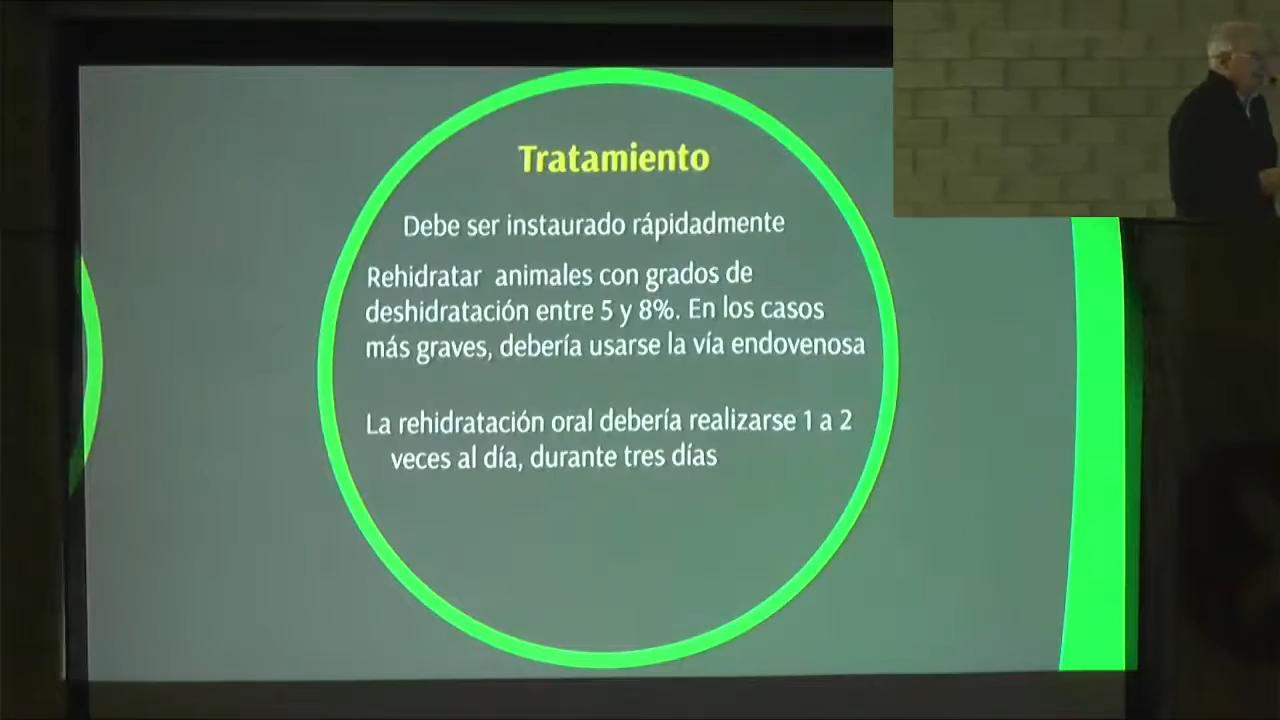 Tratamiento
Debe ser instaurado rápidadmente
Rehidratar animales con grados de
deshidratación entre 5 y 8%. En los casos
más graves, debería usarse la vía endovenosa
La rehidratación oral debería realizarse 1 a 2
veces al día, durante tres días